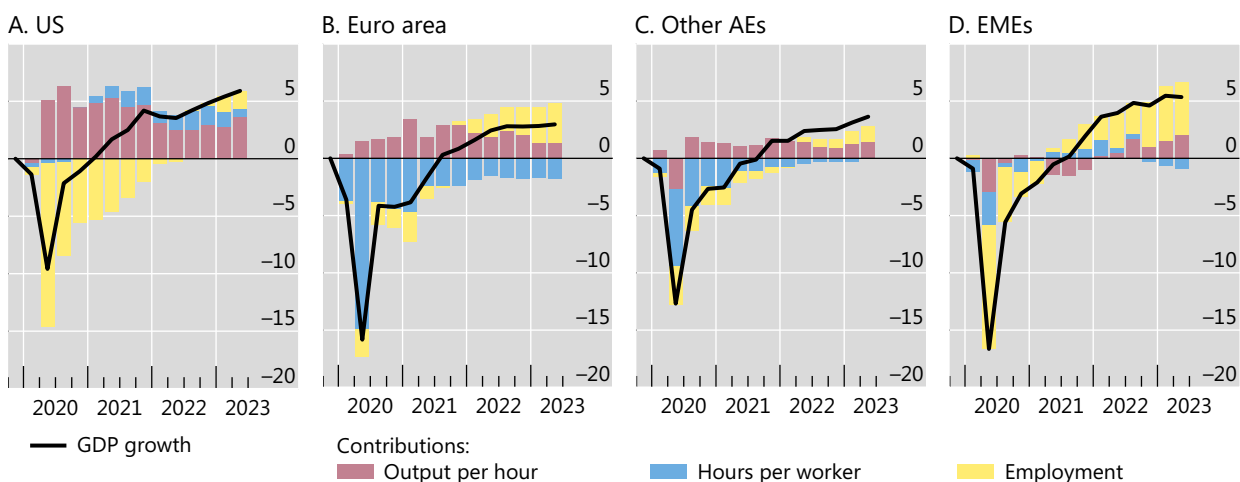 A. US
B. Euro area
C. Other AEs
D. EMEs
5 5 5 5
0 0 0 0
–5 –5 –5 –5
–10 –10 –10 –10
–15 –15 –15 –15
–20 –20 –20 –20
2020 2021 2022 2023 2020 2021 2022 2023 2020 2021 2022 2023 2020 2021 2022 2023
GDP growth
Contributions:
Output per hour
Hours per worker
Employment